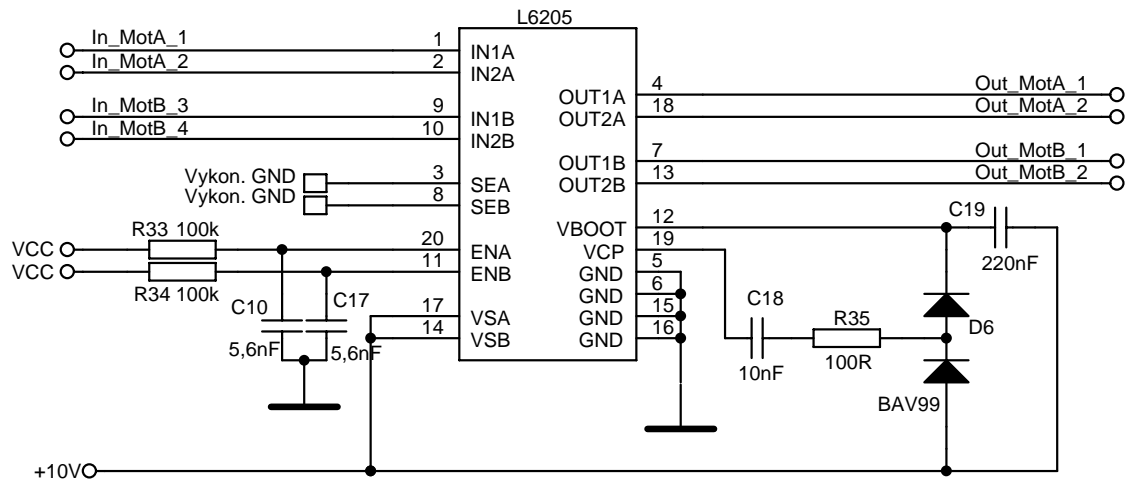 L6205
In_MotA_1
In_MotA_2
In_MotB_3
In_MotB_4
1
2
9
10
IN1A
IN2A
IN1B
IN2B
OUT1A
OUT2A
OUT1B
OUT2B
4
18
7
13
Out_MotA_1
Out_MotA_2
Out_MotB_1
Out_MotB_2
Vykon. GND
Vykon. GND
3
8
SEA
SEB
VCC
VCC
R33 100k
R34 100k
20
11
ENA
ENB
C10
5,6nF
C17
5,6nF
17
14
VSA
VSB
VBOOT
VCP
GND
GND
GND
GND
12
19
5
6
15
16
C19
220nF
C18
10nF
R35
100R
D6
BAV99
+10V